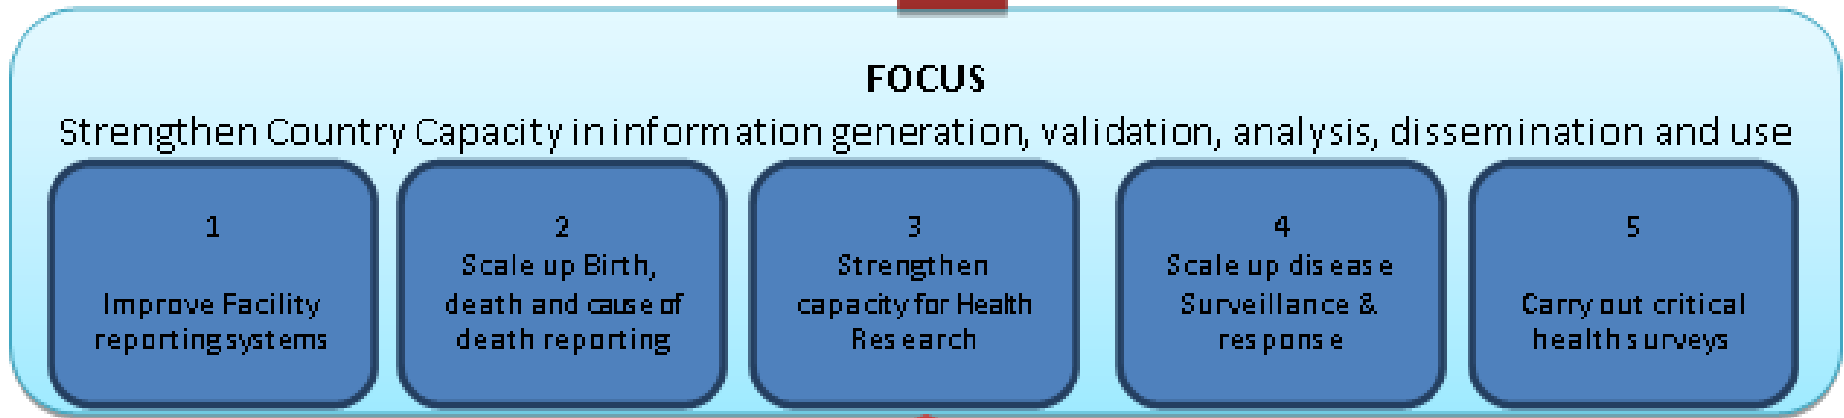 FOCUS
Strengthen Country Capacity in information generation, validation, analysis, dissemination and use
1
Improve Facility
reporting systems
2
Scale up Birth,
death and cause of
death reporting
3
Strengthen
capacity for Health
Research
4
Scale up disease
Surveillance &
response
5
Carry out critical
health surveys